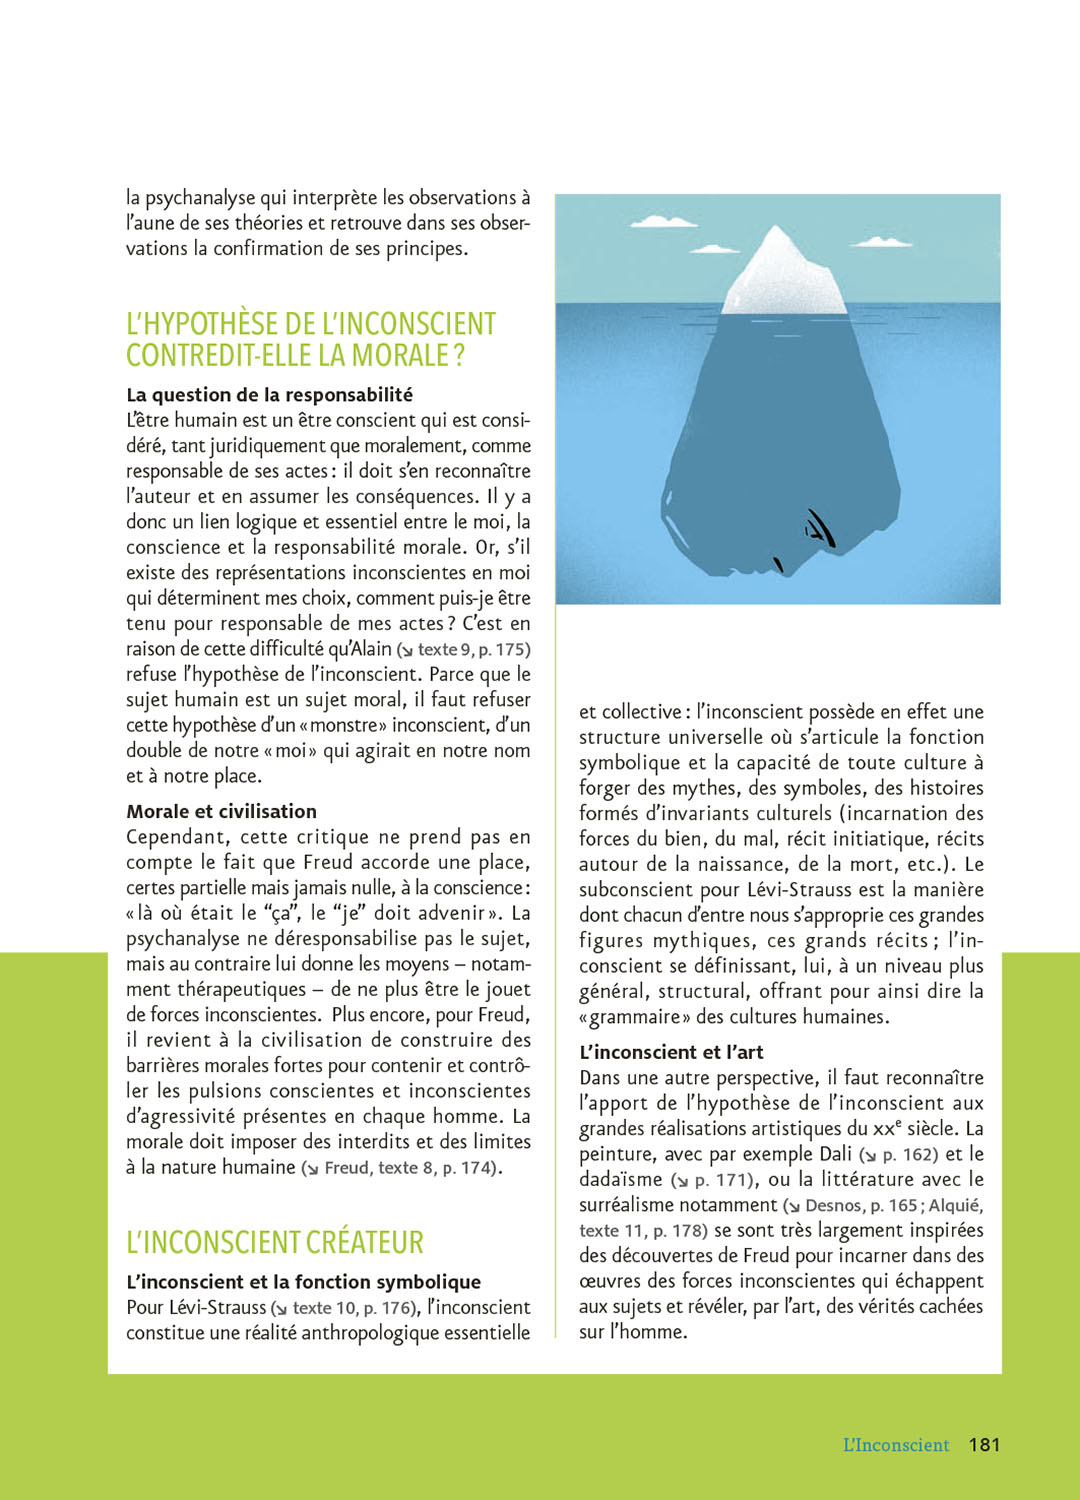 la psychanalyse qui interprète les observations à
l’aune de ses théories et retrouve dans ses obser-
vations la confirmation de ses principes.
L’HYPOTHÈSE DE L’INCONSCIENT
CONTREDIT-ELLE LA MORALE ?
La question de la responsabilité
L’être humain est un être conscient qui est consi-
déré, tant juridiquement que moralement, comme
responsable de ses actes : il doit s’en reconnaître
l’auteur et en assumer les conséquences. Il y a
donc un lien logique et essentiel entre le moi, la
conscience et la responsabilité morale. Or, s’il
existe des représentations inconscientes en moi
qui déterminent mes choix, comment puis-je être
tenu pour responsable de mes actes ? C’est en
raison de cette difficulté qu’Alain (↘ texte 9, p. 175)
refuse l’hypothèse de l’inconscient. Parce que le
sujet humain est un sujet moral, il faut refuser
cette hypothèse d’un « monstre » inconscient, d’un
double de notre « moi » qui agirait en notre nom
et à notre place.
Morale et civilisation
Cependant, cette critique ne prend pas en
compte le fait que Freud accorde une place,
certes partielle mais jamais nulle, à la conscience :
« là où était le “ça”, le “je” doit advenir ». La
psychanalyse ne déresponsabilise pas le sujet,
mais au contraire lui donne les moyens – notam-
ment thérapeutiques – de ne plus être le jouet
de forces inconscientes. Plus encore, pour Freud,
il revient à la civilisation de construire des
barrières morales fortes pour contenir et contrô-
ler les pulsions conscientes et inconscientes
d’agressivité présentes en chaque homme. La
morale doit imposer des interdits et des limites
à la nature humaine (↘ Freud, texte 8, p. 174).
L’INCONSCIENT CRÉATEUR
L’inconscient et la fonction symbolique
Pour Lévi-Strauss (↘ texte 10, p. 176), l’inconscient
constitue une réalité anthropologique essentielle
et collective : l’inconscient possède en effet une
structure universelle où s’articule la fonction
symbolique et la capacité de toute culture à
forger des mythes, des symboles, des histoires
formés d’invariants culturels (incarnation des
forces du bien, du mal, récit initiatique, récits
autour de la naissance, de la mort, etc.). Le
subconscient pour Lévi-Strauss est la manière
dont chacun d’entre nous s’approprie ces grandes
figures mythiques, ces grands récits ; l’in-
conscient se définissant, lui, à un niveau plus
général, structural, offrant pour ainsi dire la
« grammaire » des cultures humaines.
L’inconscient et l’art
Dans une autre perspective, il faut reconnaître
l’apport de l’hypothèse de l’inconscient aux
grandes réalisations artistiques du XXe siècle. La
peinture, avec par exemple Dali (↘ p. 162) et le
dadaïsme (↘ p. 171), ou la littérature avec le
surréalisme notamment (↘ Desnos, p. 165 ; Alquié,
texte 11, p. 178) se sont très largement inspirées
des découvertes de Freud pour incarner dans des
œuvres des forces inconscientes qui échappent
aux sujets et révéler, par l’art, des vérités cachées
sur l’homme.
L’Inconscient 181